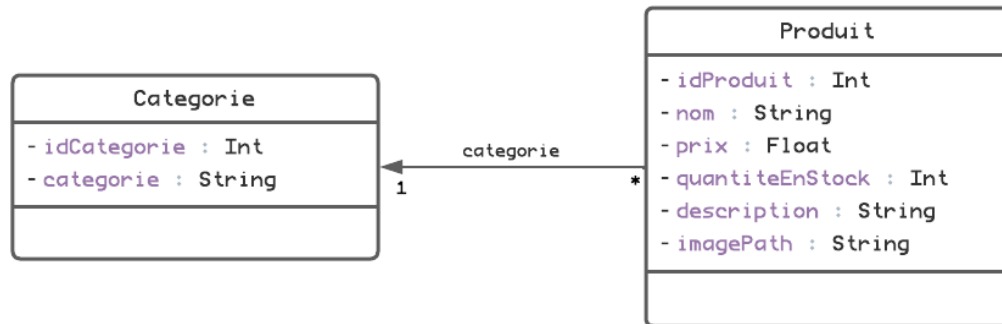 Categorie
- idCategorie : Int
- categorie : String
categorie
1
*
Produit
- idProduit : Int
- nom : String
- prix : Float
- quantiteEnStock : Int
- description : String
- imagePath : String